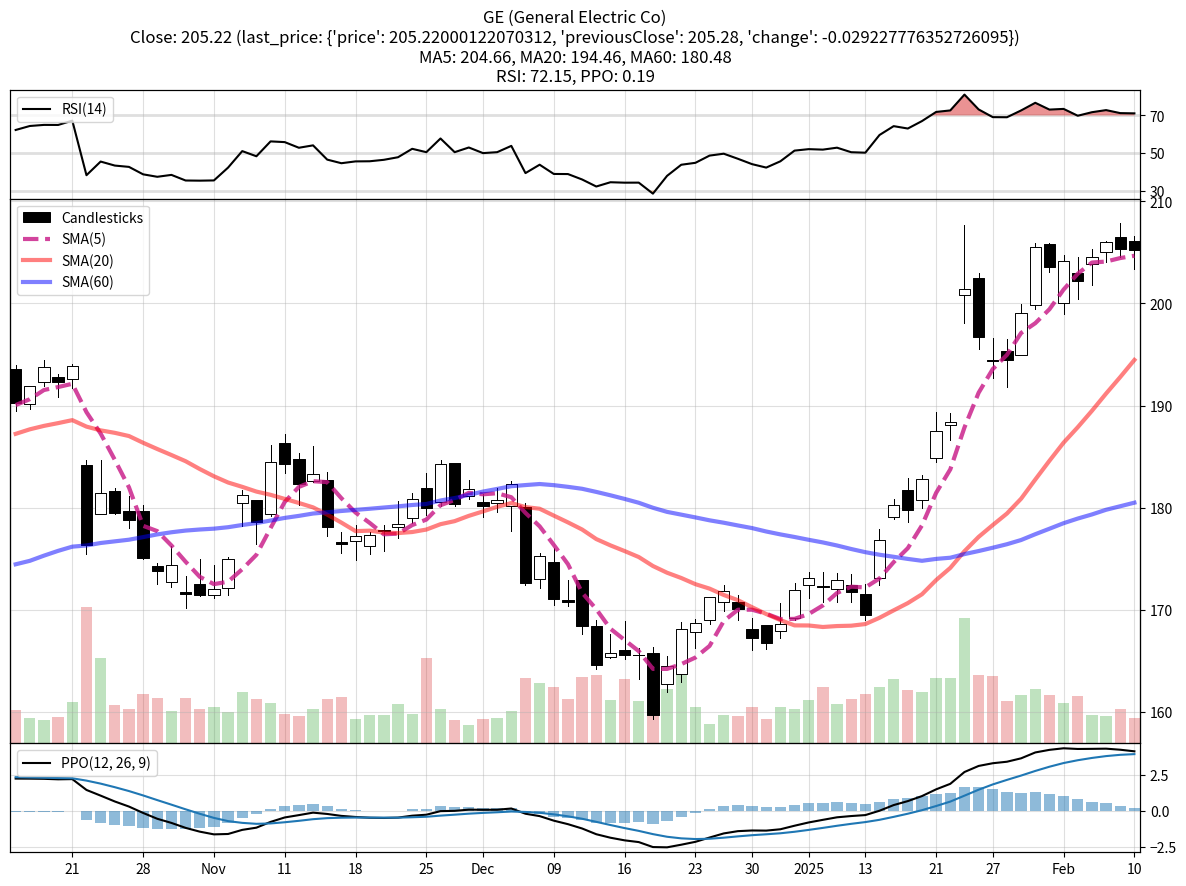 GE (General Electric Co)
Close: 205.22 (last_price: {'price': 205.22000122070312, 'previousClose': 205.28, 'change': -0.029227776352726095})
MA5: 204.66, MA20: 194.46, MA60: 180.48
RSI: 72.15, PPO: 0.19
RSI(14)
70
50
30
210
Candlesticks
SMA(5)
SMA(20)
SMA(60)
200
190
180
170
160
PPO(12, 26, 9)
2.5
0.0
−2.5
21 28 Nov 11 18 25 Dec 09 16 23 30 2025 13 21 27 Feb 10